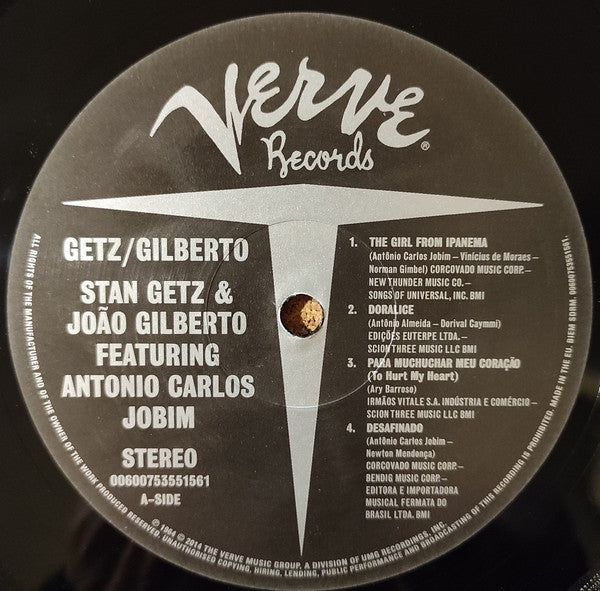 VERVE
Records®
GETZ/GILBERTO
STAN GETZ &
JOÃO GILBERTO
FEATURING
ANTONIO CARLOS
JOBIM
STEREO
00600753551561
A-SIDE
1. THE GIRL FROM IPANEMA
(Antônio Carlos Jobim – Vinícius de Moraes –
Norman Gimbel) CORCOVADO MUSIC CORP. –
NEW THUNDER MUSIC CO. –
SONGS OF UNIVERSAL, INC. BMI
2. DORALICE
(Antônio Almeida – Dorival Caymmi)
EDIÇÕES EUTERPE LTDA. –
SCION THREE MUSIC LLC BMI
3. PARA MUCHUCHAR MEU CORAÇÃO
(To Hurt My Heart)
(Ary Barroso)
IRMÃOS VITALE S.A. INDÚSTRIA E COMÉRCIO –
SCION THREE MUSIC LLC BMI
4. DESAFINADO
(Antônio Carlos Jobim –
Newton Mendonça)
CORCOVADO MUSIC CORP. –
BENDIG MUSIC CORP. –
EDITORA E IMPORTADORA
MUSICAL FERMATA DO
BRASIL LTDA. BMI
ALL RIGHTS OF THE MANUFACTURER AND OF THE OWNER OF THE WORK PRODUCED RESERVED. UNAUTHORISED COPYING, HIRING, LENDING, PUBLIC PERFORMANCE AND BROADCASTING OF THIS RECORDING IS PROHIBITED. MADE IN THE EU. BIEM SDRM. 00600753551561.
℗ 1964 © 2014 THE VERVE MUSIC GROUP, A DIVISION OF UMG RECORDINGS, INC.